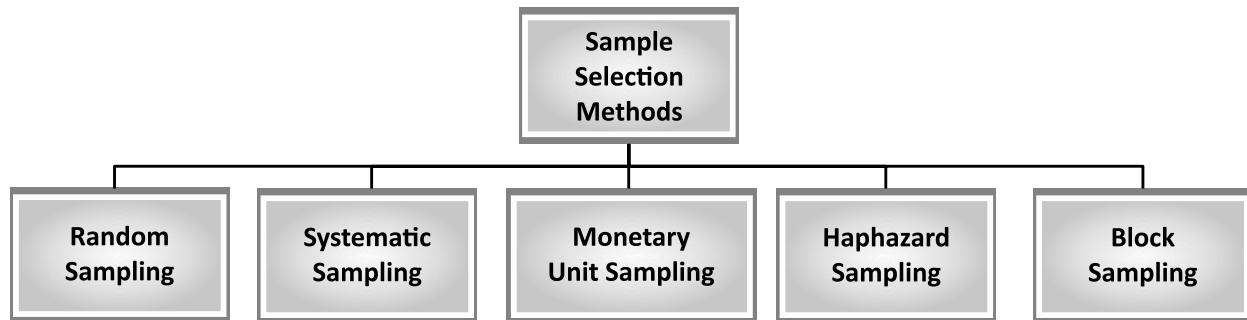 Sample
Selection
Methods
Random
Sampling
Systematic
Sampling
Monetary
Unit Sampling
Haphazard
Sampling
Block
Sampling